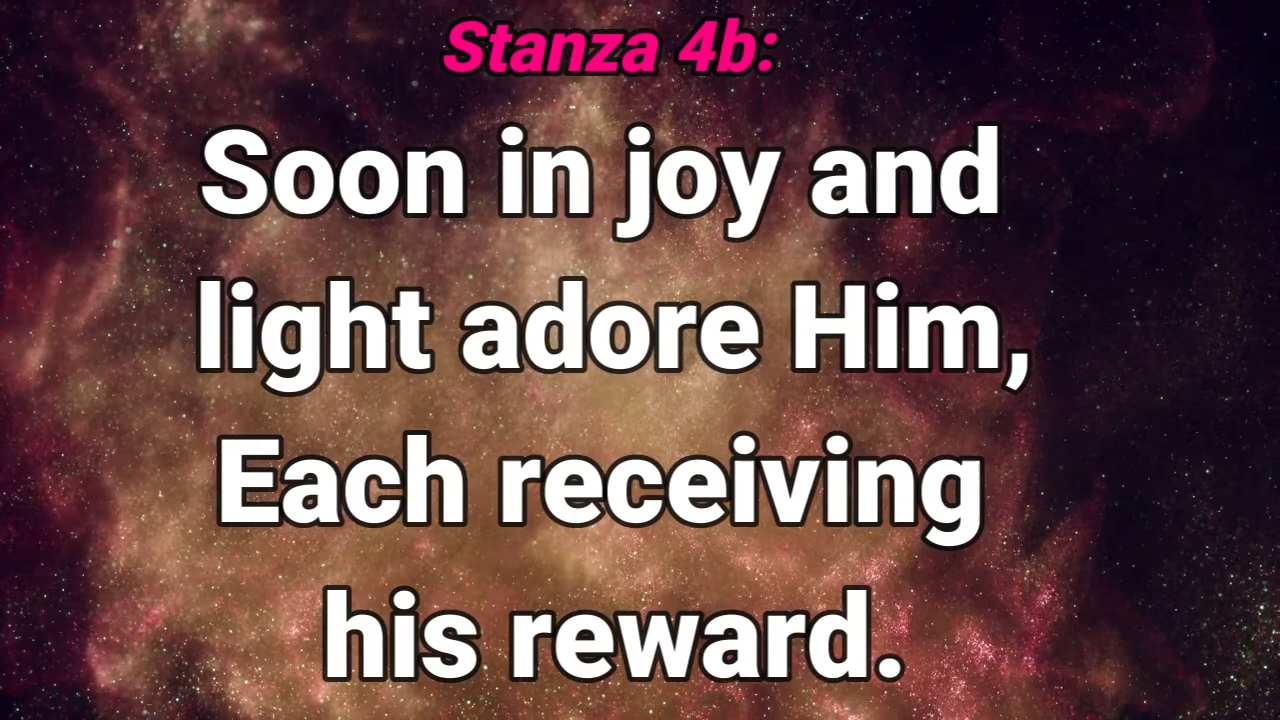 Stanza 4b:
Soon in joy and
light adore Him,
Each receiving
his reward.